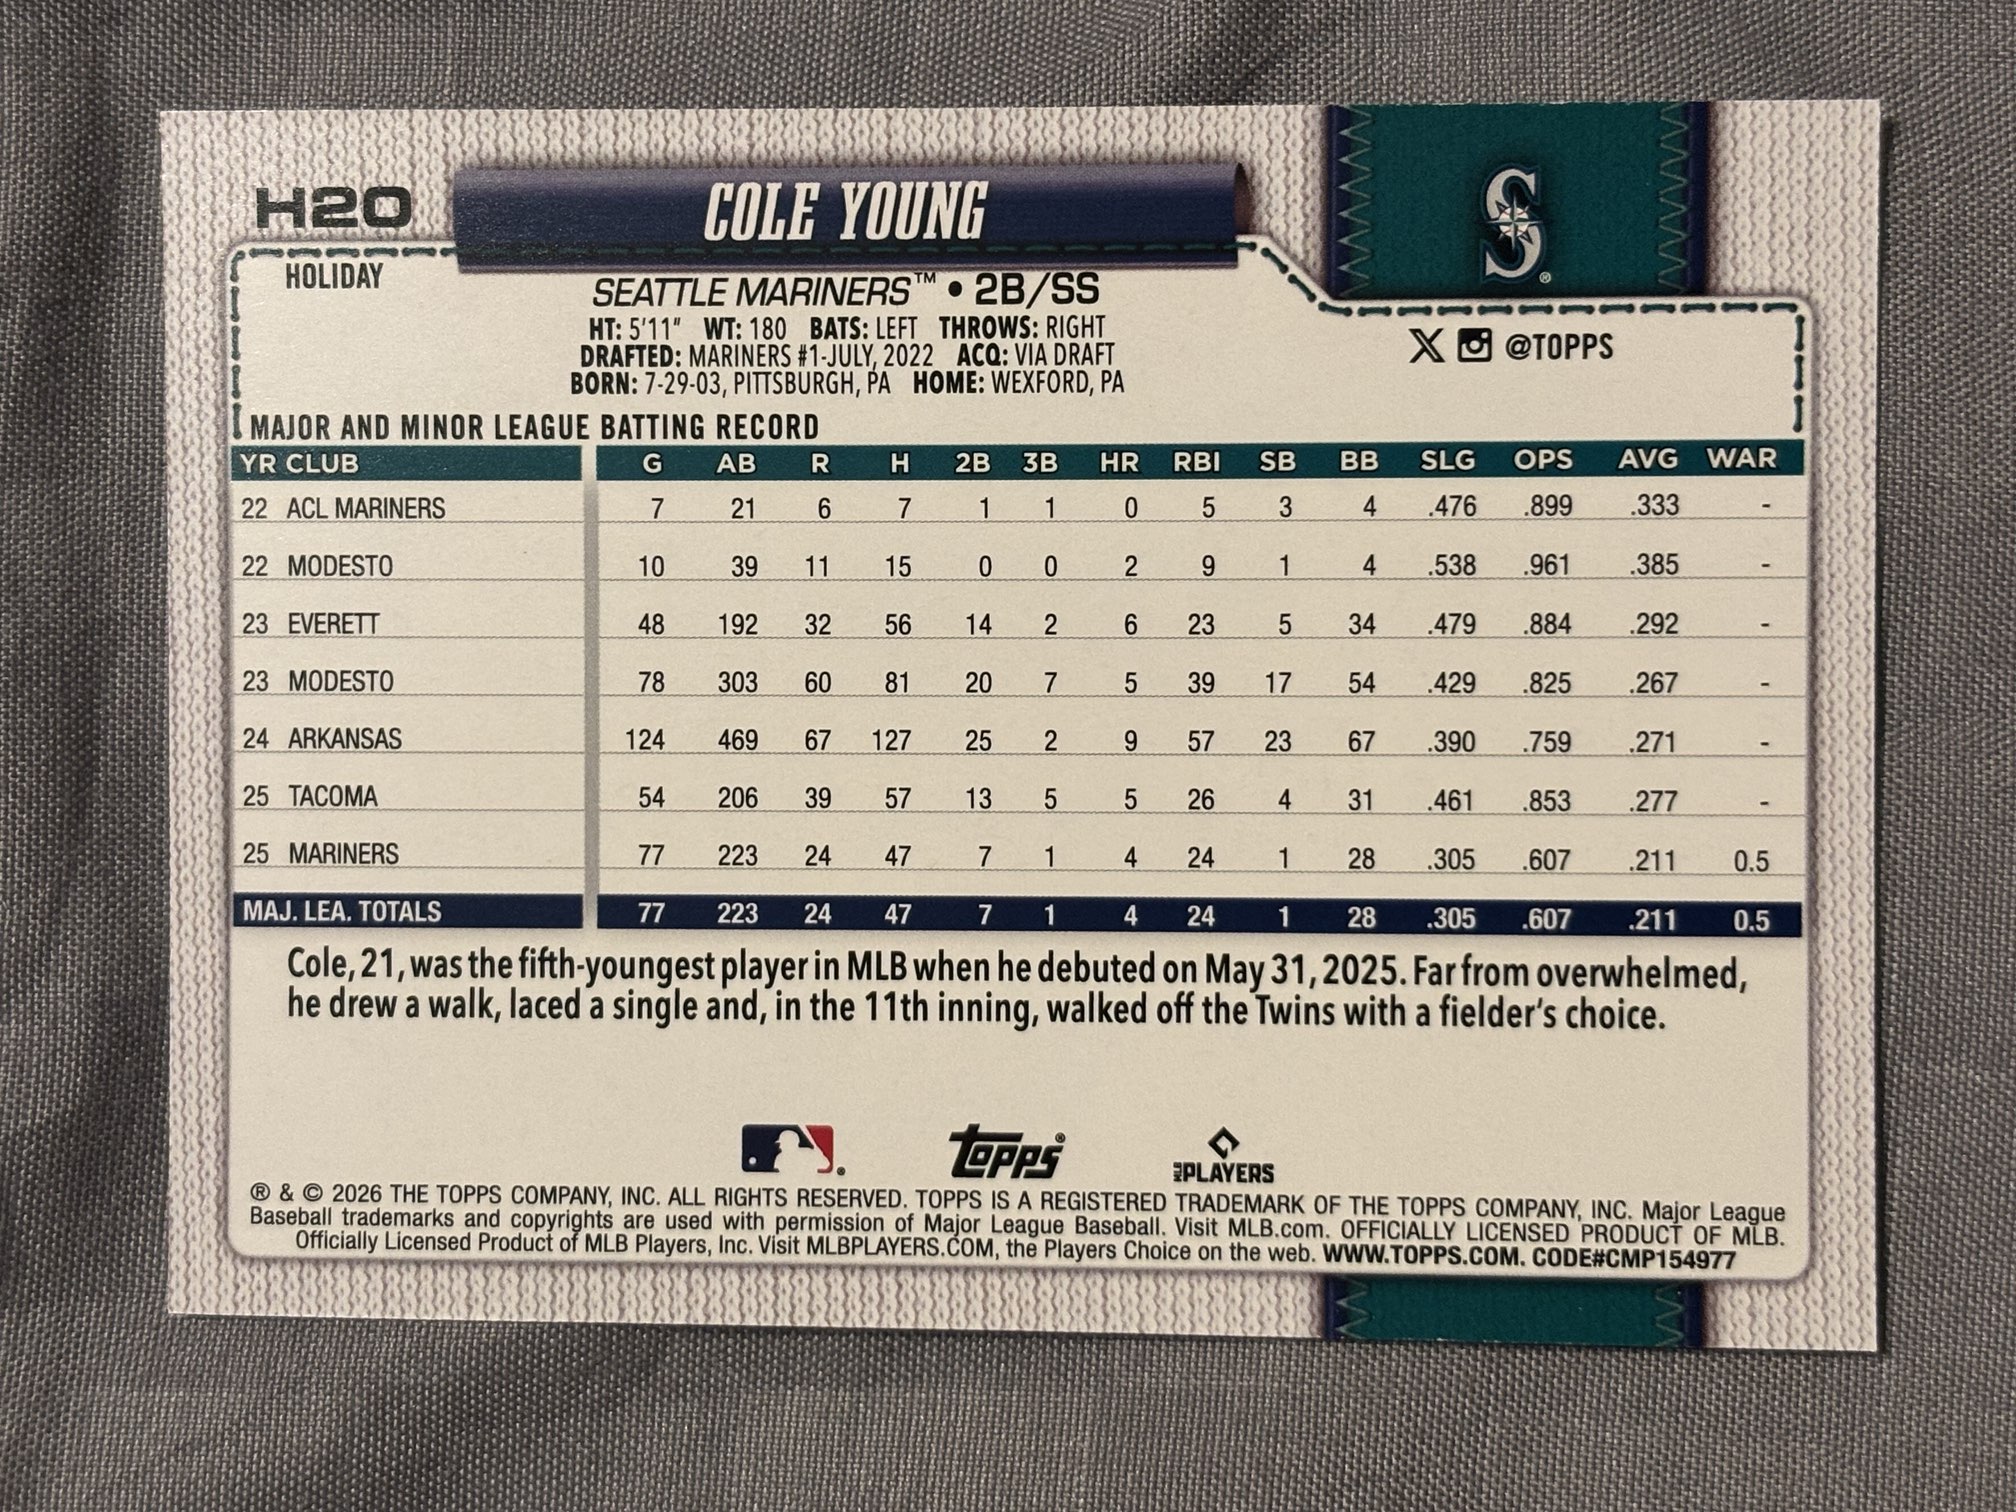 H20
COLE YOUNG
S®
HOLIDAY
SEATTLE MARINERS™ • 2B/SS
HT: 5'11" WT: 180 BATS: LEFT THROWS: RIGHT
DRAFTED: MARINERS #1-JULY, 2022 ACQ: VIA DRAFT
BORN: 7-29-03, PITTSBURGH, PA HOME: WEXFORD, PA
X @TOPPS
MAJOR AND MINOR LEAGUE BATTING RECORD
YR CLUB G AB R H 2B 3B HR RBI SB BB SLG OPS AVG WAR
22 ACL MARINERS 7 21 6 7 1 1 0 5 3 4 .476 .899 .333 -
22 MODESTO 10 39 11 15 0 0 2 9 1 4 .538 .961 .385 -
23 EVERETT 48 192 32 56 14 2 6 23 5 34 .479 .884 .292 -
23 MODESTO 78 303 60 81 20 7 5 39 17 54 .429 .825 .267 -
24 ARKANSAS 124 469 67 127 25 2 9 57 23 67 .390 .759 .271 -
25 TACOMA 54 206 39 57 13 5 5 26 4 31 .461 .853 .277 -
25 MARINERS 77 223 24 47 7 1 4 24 1 28 .305 .607 .211 0.5
MAJ. LEA. TOTALS 77 223 24 47 7 1 4 24 1 28 .305 .607 .211 0.5
Cole, 21, was the fifth-youngest player in MLB when he debuted on May 31, 2025. Far from overwhelmed,
he drew a walk, laced a single and, in the 11th inning, walked off the Twins with a fielder's choice.
® topps® MLB PLAYERS
® & © 2026 THE TOPPS COMPANY, INC. ALL RIGHTS RESERVED. TOPPS IS A REGISTERED TRADEMARK OF THE TOPPS COMPANY, INC. Major League
Baseball trademarks and copyrights are used with permission of Major League Baseball. Visit MLB.com. OFFICIALLY LICENSED PRODUCT OF MLB.
Officially Licensed Product of MLB Players, Inc. Visit MLBPLAYERS.COM, the Players Choice on the web. WWW.TOPPS.COM. CODE#CMP154977